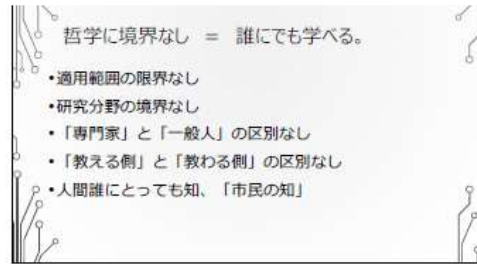 哲学に境界なし ＝ 誰にでも学べる。
•適用範囲の限界なし
•研究分野の境界なし
•「専門家」と「一般人」の区別なし
•「教える側」と「教わる側」の区別なし
•人間誰にとっても知、「市民の知」